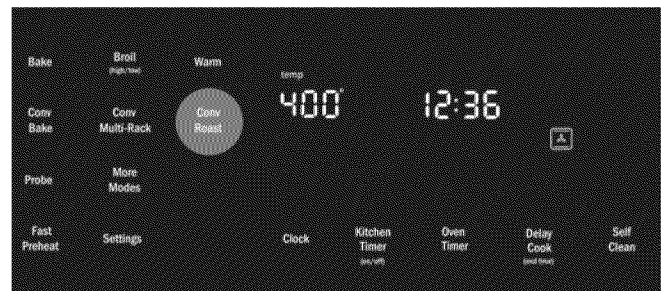 Bake
Broil
(high/low)
Warm
temp
400°
12:36
Conv
Bake
Conv
Multi-Rack
Conv
Roast
Probe
More
Modes
Fast
Preheat
Settings
Clock
Kitchen
Timer
(on/off)
Oven
Timer
Delay
Cook
(end time)
Self
Clean